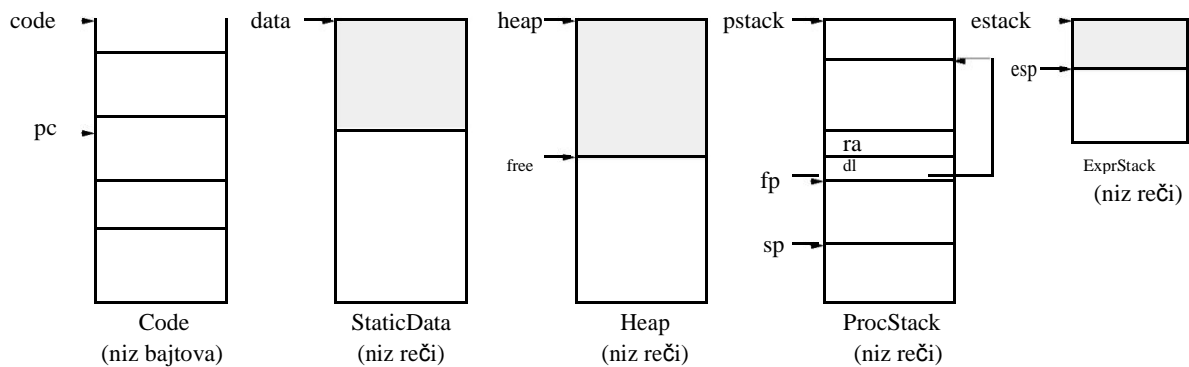 code
data
heap
pstack
estack
esp
pc
ra
free
dl
fp
sp
ExprStack
(niz reči)
Code
StaticData
Heap
ProcStack
(niz bajtova)
(niz reči)
(niz reči)
(niz reči)